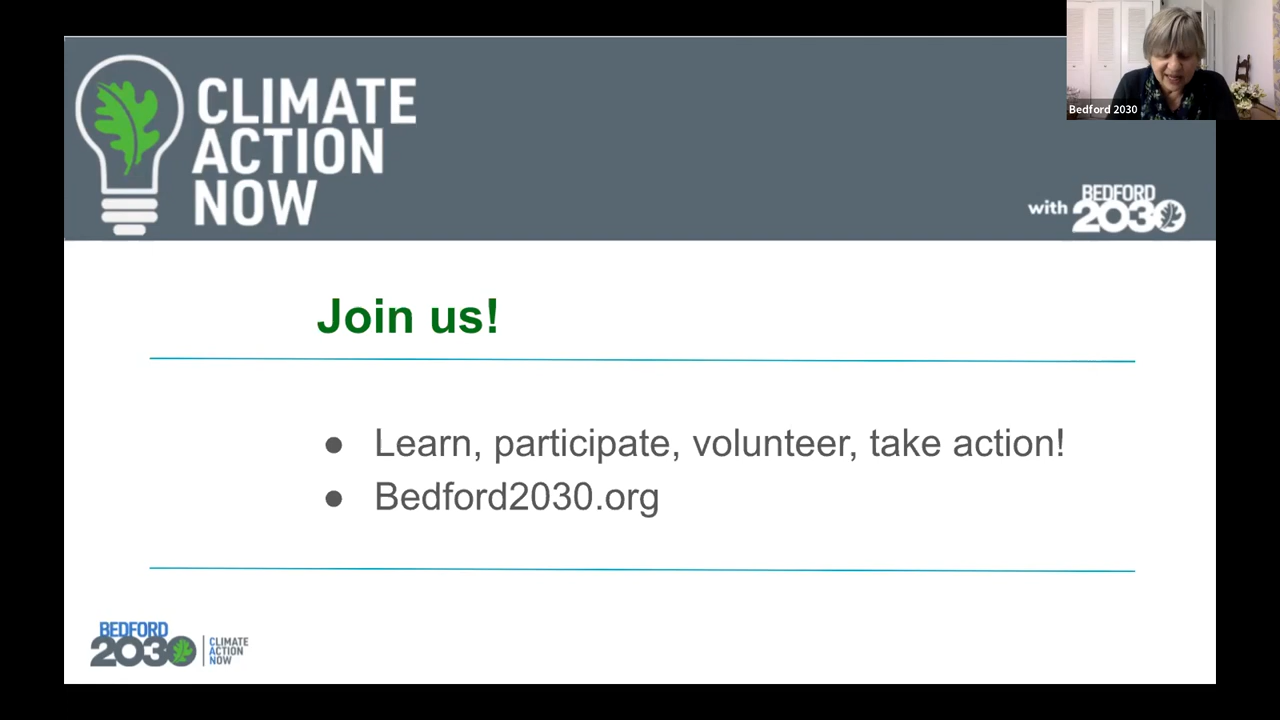 CLIMATE
ACTION
NOW
Bedford 2030
with BEDFORD
2030
Join us!
● Learn, participate, volunteer, take action!
● Bedford2030.org
BEDFORD
2030
CLIMATE
ACTION
NOW